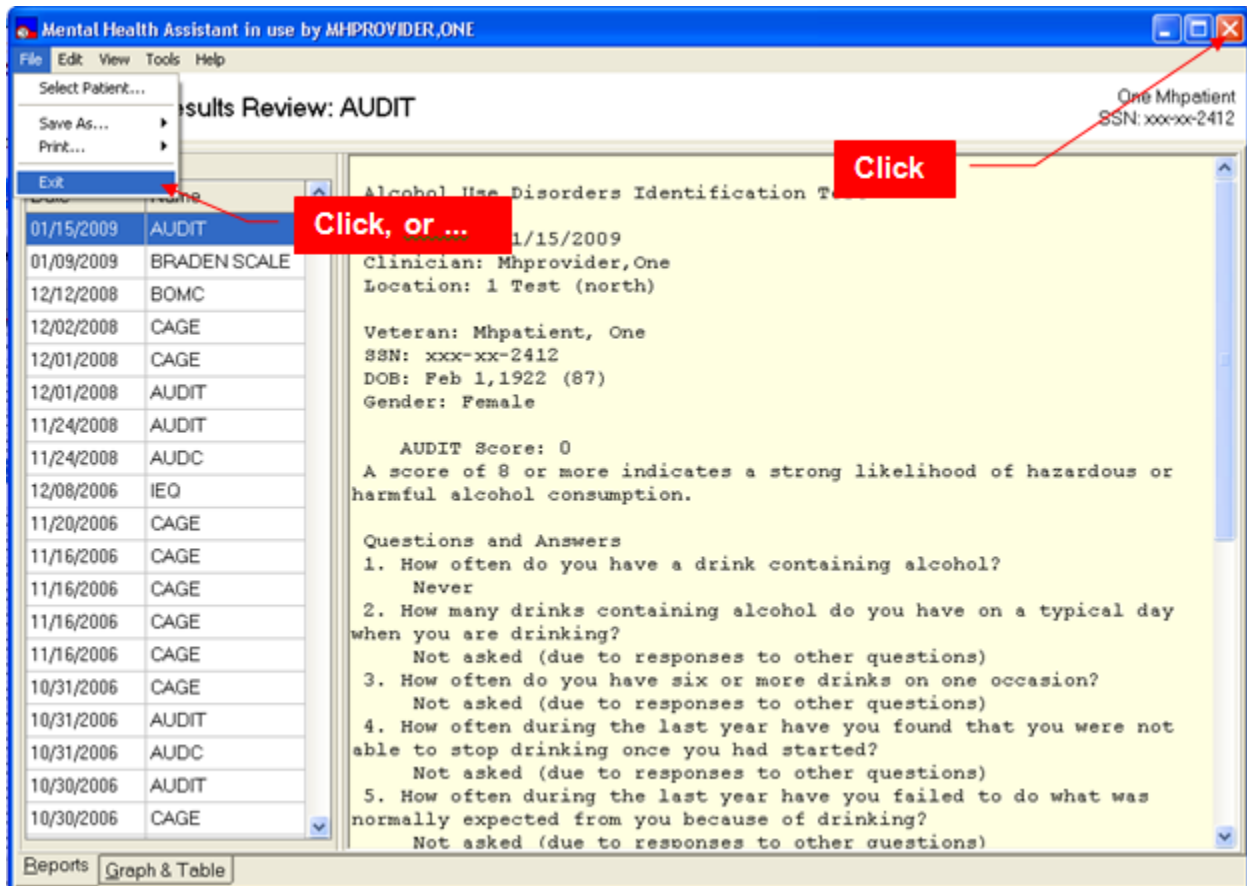 Mental Health Assistant in use by MHPROVIDER,ONE
File Edit View Tools Help
Select Patient...
Save As...
Print...
Exit
sults Review: AUDIT
One Mhpatient
SSN: xxx-xx-2412
Click
Click, or ...
Date Name
01/15/2009 AUDIT
01/09/2009 BRADEN SCALE
12/12/2008 BOMC
12/02/2008 CAGE
12/01/2008 CAGE
12/01/2008 AUDIT
11/24/2008 AUDIT
11/24/2008 AUDC
12/08/2006 IEQ
11/20/2006 CAGE
11/16/2006 CAGE
11/16/2006 CAGE
11/16/2006 CAGE
11/16/2006 CAGE
10/31/2006 CAGE
10/31/2006 AUDIT
10/31/2006 AUDC
10/30/2006 AUDIT
10/30/2006 CAGE
Alcohol Use Disorders Identification
1/15/2009
Clinician: Mhprovider,One
Location: 1 Test (north)
Veteran: Mhpatient, One
SSN: xxx-xx-2412
DOB: Feb 1,1922 (87)
Gender: Female
AUDIT Score: 0
A score of 8 or more indicates a strong likelihood of hazardous or
harmful alcohol consumption.
Questions and Answers
1. How often do you have a drink containing alcohol?
Never
2. How many drinks containing alcohol do you have on a typical day
when you are drinking?
Not asked (due to responses to other questions)
3. How often do you have six or more drinks on one occasion?
Not asked (due to responses to other questions)
4. How often during the last year have you found that you were not
able to stop drinking once you had started?
Not asked (due to responses to other questions)
5. How often during the last year have you failed to do what was
normally expected from you because of drinking?
Not asked (due to responses to other questions)
Reports Graph & Table